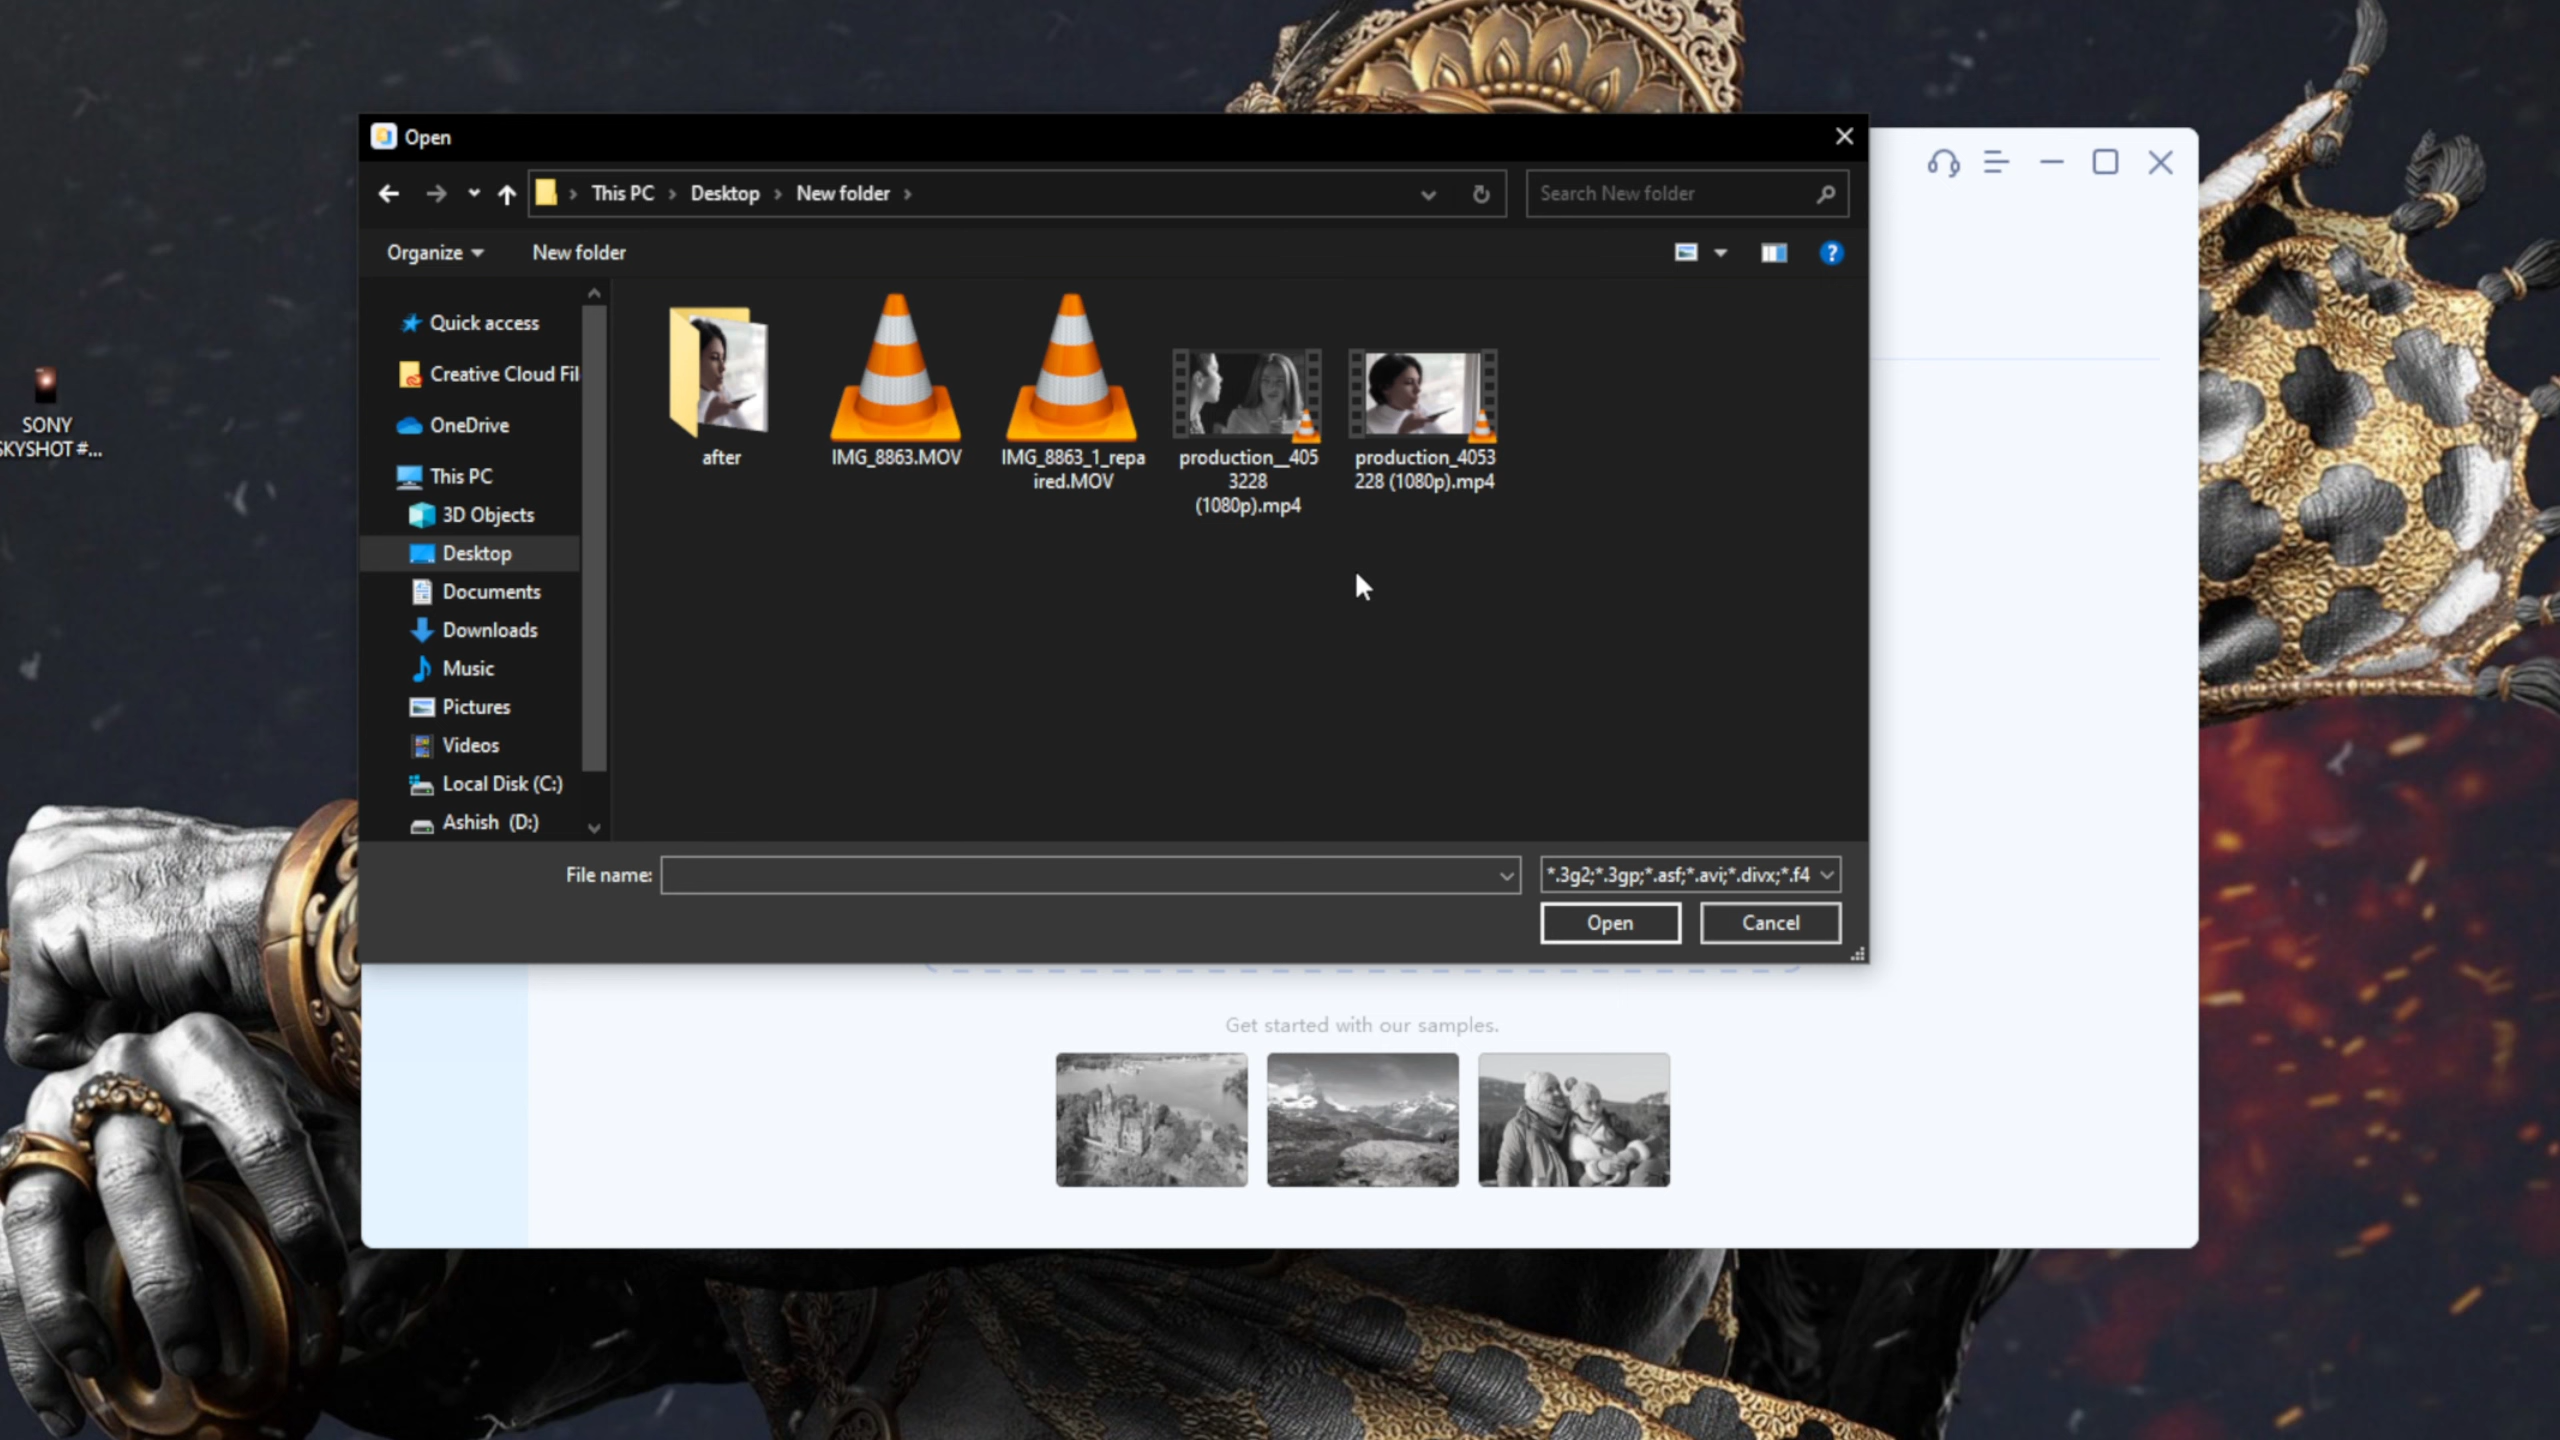 Open
This PC
Desktop
New folder
Search New folder
Organize
New folder
?
Quick access
Creative Cloud Fil
OneDrive
This PC
3D Objects
Desktop
Documents
Downloads
Music
Pictures
Videos
Local Disk (C:)
Ashish (D:)
after
IMG_8863.MOV
IMG_8863_1_repa
ired.MOV
production__405
3228
(1080p).mp4
production_4053
228 (1080p).mp4
SONY
SKYSHOT #...
File name:
*.3g2;*.3gp;*.asf;*.avi;*.divx;*.f4
Open
Cancel
Get started with our samples.